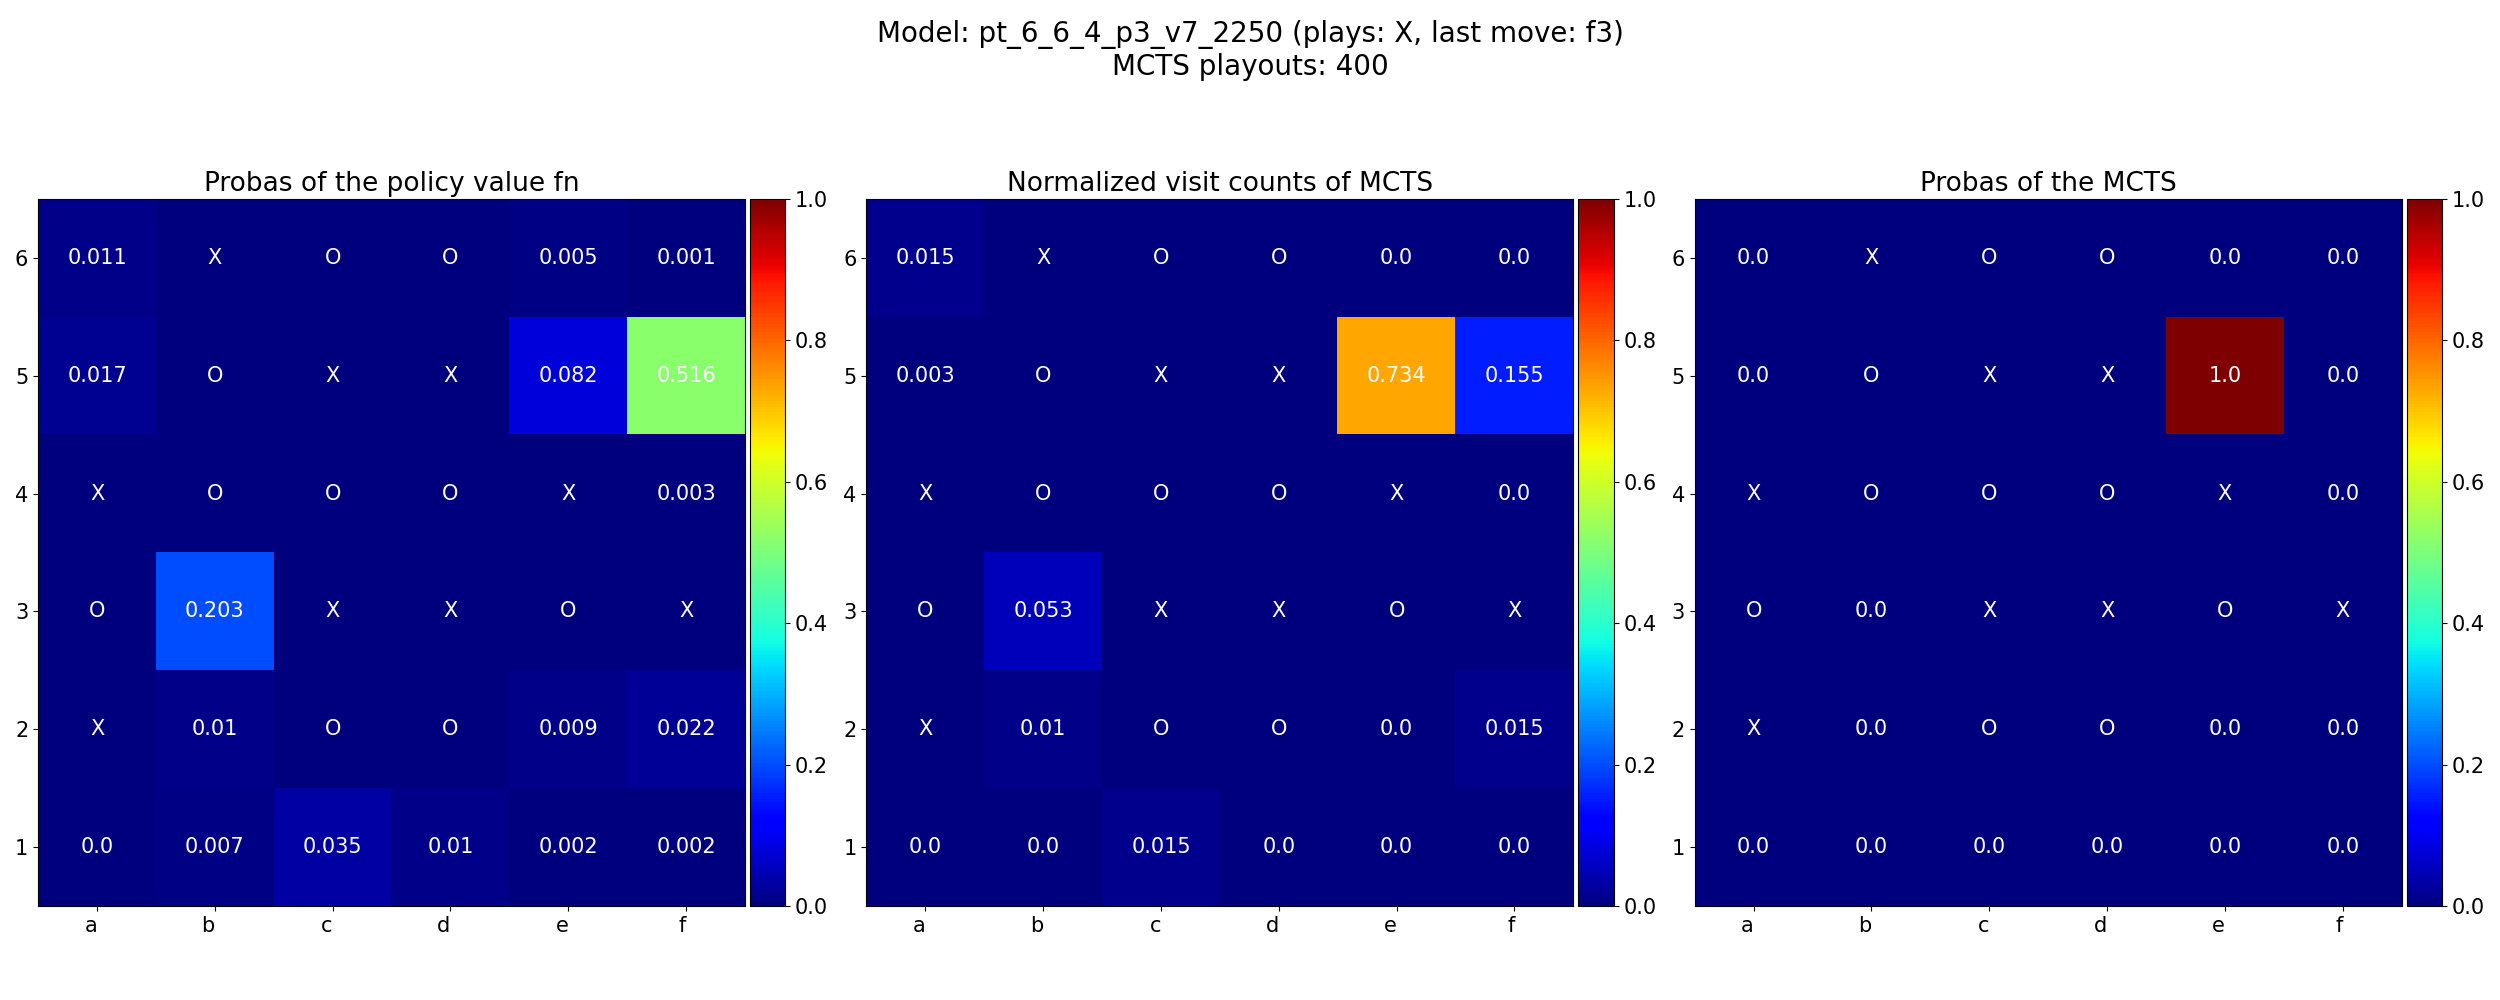 Model: pt_6_6_4_p3_v7_2250 (plays: X, last move: f3)
MCTS playouts: 400
Probas of the policy value fn
6 0.011 X O O 0.005 0.001
5 0.017 O X X 0.082 0.516
4 X O O O X 0.003
3 O 0.203 X X O X
2 X 0.01 O O 0.009 0.022
1 0.0 0.007 0.035 0.01 0.002 0.002
a b c d e f
1.0
0.8
0.6
0.4
0.2
0.0
Normalized visit counts of MCTS
6 0.015 X O O 0.0 0.0
5 0.003 O X X 0.734 0.155
4 X O O O X 0.0
3 O 0.053 X X O X
2 X 0.01 O O 0.0 0.015
1 0.0 0.0 0.015 0.0 0.0 0.0
a b c d e f
1.0
0.8
0.6
0.4
0.2
0.0
Probas of the MCTS
6 0.0 X O O 0.0 0.0
5 0.0 O X X 1.0 0.0
4 X O O O X 0.0
3 O 0.0 X X O X
2 X 0.0 O O 0.0 0.0
1 0.0 0.0 0.0 0.0 0.0 0.0
a b c d e f
1.0
0.8
0.6
0.4
0.2
0.0